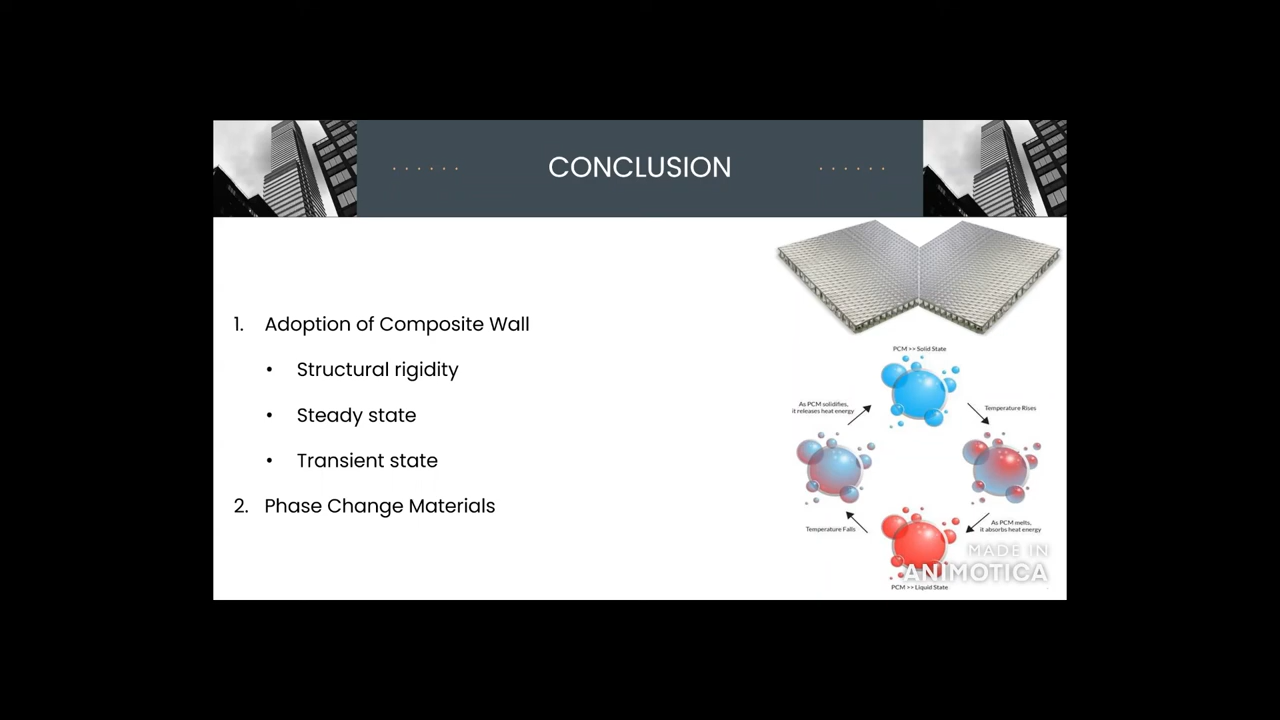 CONCLUSION
1. Adoption of Composite Wall
• Structural rigidity
• Steady state
• Transient state
2. Phase Change Materials
PCM >> Solid State
As PCM solidifies,
it releases heat energy
Temperature Rises
Temperature Falls
As PCM melts,
it absorbs heat energy
MADE IN
ANIMOTICA
PCM >> Liquid State